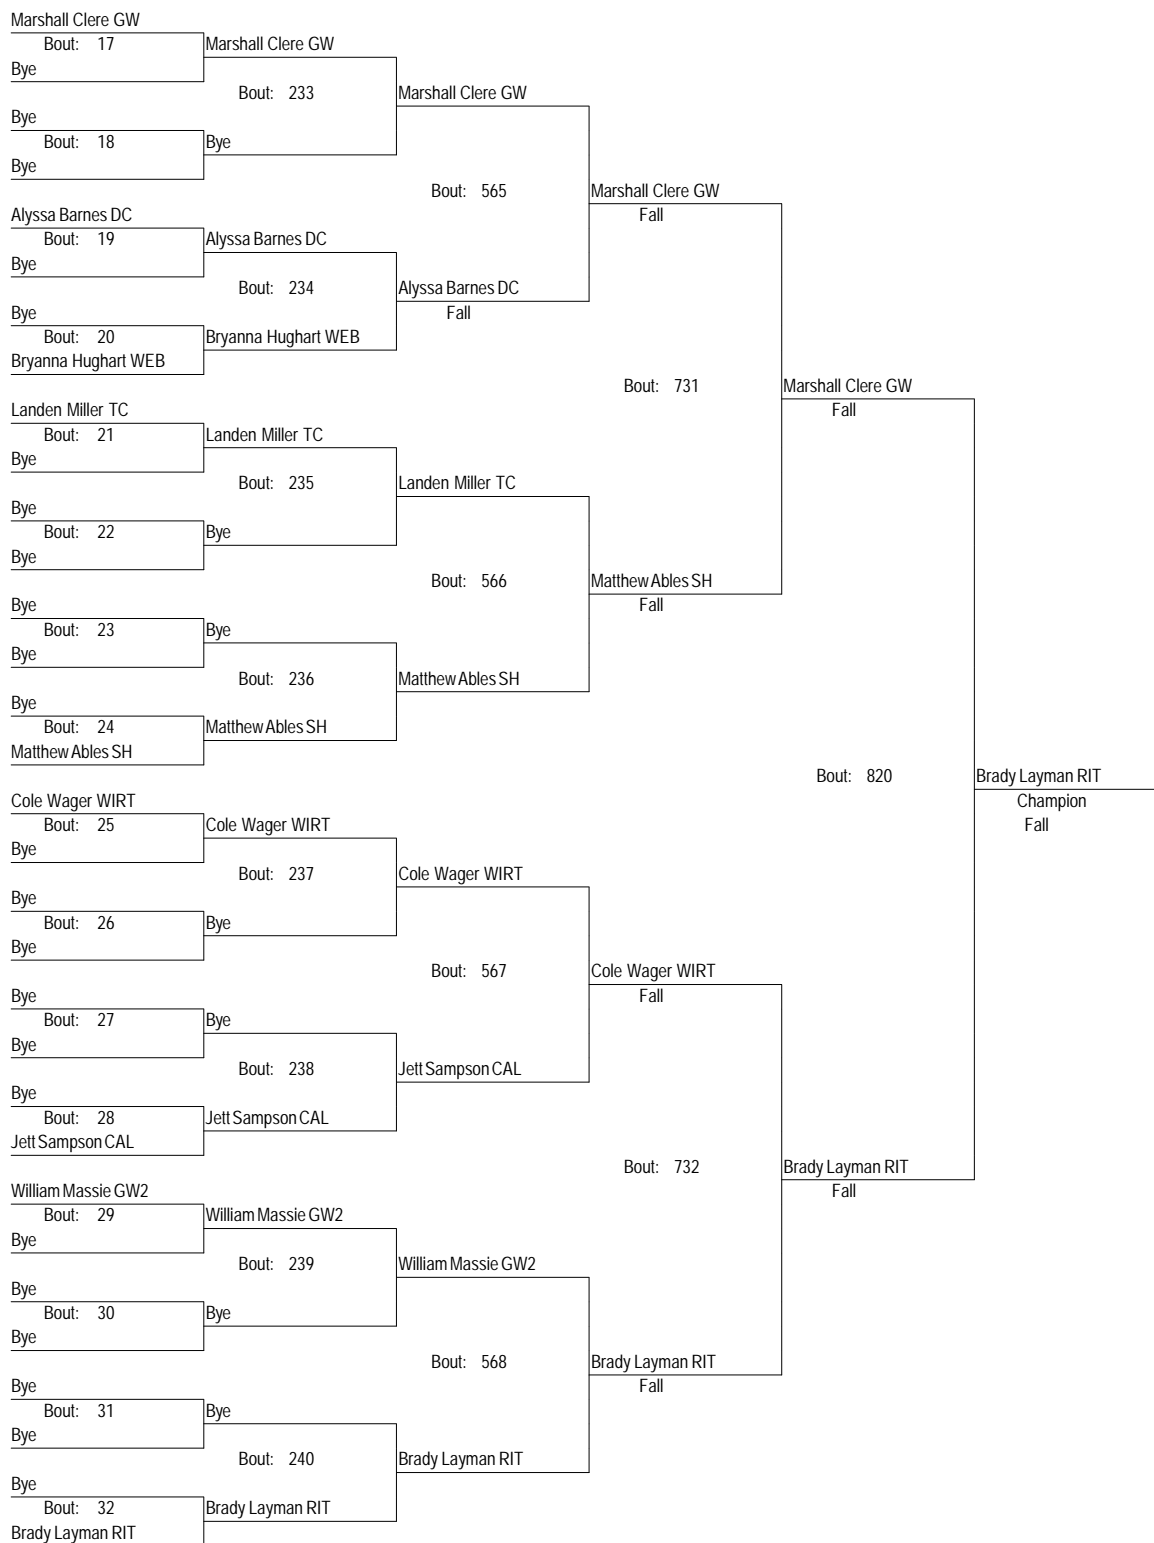 Marshall Clere GW
Bout: 17 Marshall Clere GW
Bye
Bout: 233 Marshall Clere GW
Bye
Bout: 18 Bye
Bye
Bout: 565 Marshall Clere GW
Alyssa Barnes DC Fall
Bout: 19 Alyssa Barnes DC
Bye
Bout: 234 Alyssa Barnes DC
Bye Fall
Bout: 20 Bryanna Hughart WEB
Bryanna Hughart WEB
Bout: 731 Marshall Clere GW
Landen Miller TC Fall
Bout: 21 Landen Miller TC
Bye
Bout: 235 Landen Miller TC
Bye
Bout: 22 Bye
Bye
Bout: 566 Matthew Ables SH
Bye Fall
Bout: 23 Bye
Bye
Bout: 236 Matthew Ables SH
Bye
Bout: 24 Matthew Ables SH
Matthew Ables SH
Bout: 820 Brady Layman RIT
Cole Wager WIRT Champion
Bout: 25 Cole Wager WIRT Fall
Bye
Bout: 237 Cole Wager WIRT
Bye
Bout: 26 Bye
Bye
Bout: 567 Cole Wager WIRT
Bye Fall
Bout: 27 Bye
Bye
Bout: 238 Jett Sampson CAL
Bye
Bout: 28 Jett Sampson CAL
Jett Sampson CAL
Bout: 732 Brady Layman RIT
William Massie GW2 Fall
Bout: 29 William Massie GW2
Bye
Bout: 239 William Massie GW2
Bye
Bout: 30 Bye
Bye
Bout: 568 Brady Layman RIT
Bye Fall
Bout: 31 Bye
Bye
Bout: 240 Brady Layman RIT
Bye
Bout: 32 Brady Layman RIT
Brady Layman RIT